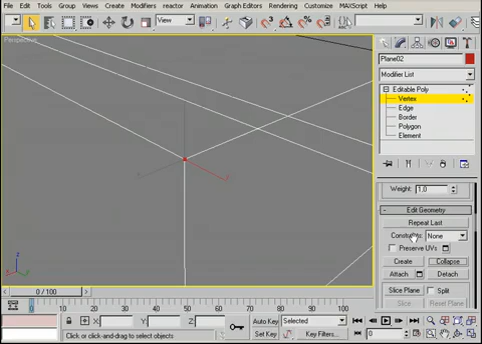 File Edit Tools Group Views Create Modifiers reactor Animation Graph Editors Rendering Customize MAXScript Help
View
Perspective
Plane02
Modifier List
Editable Poly
Vertex
Edge
Border
Polygon
Element
Weight: 1,0
- Edit Geometry
Repeat Last
Constraints: None
Preserve UVs
Create Collapse
Attach Detach
Slice Plane Split
Slice Reset Plane
z
y
x
< 0 / 100 >
0 10 20 30 40 50 60 70 80 90 100
X: Y: Z: Auto Key Selected
Click or click-and-drag to select objects Set Key Key Filters... 0